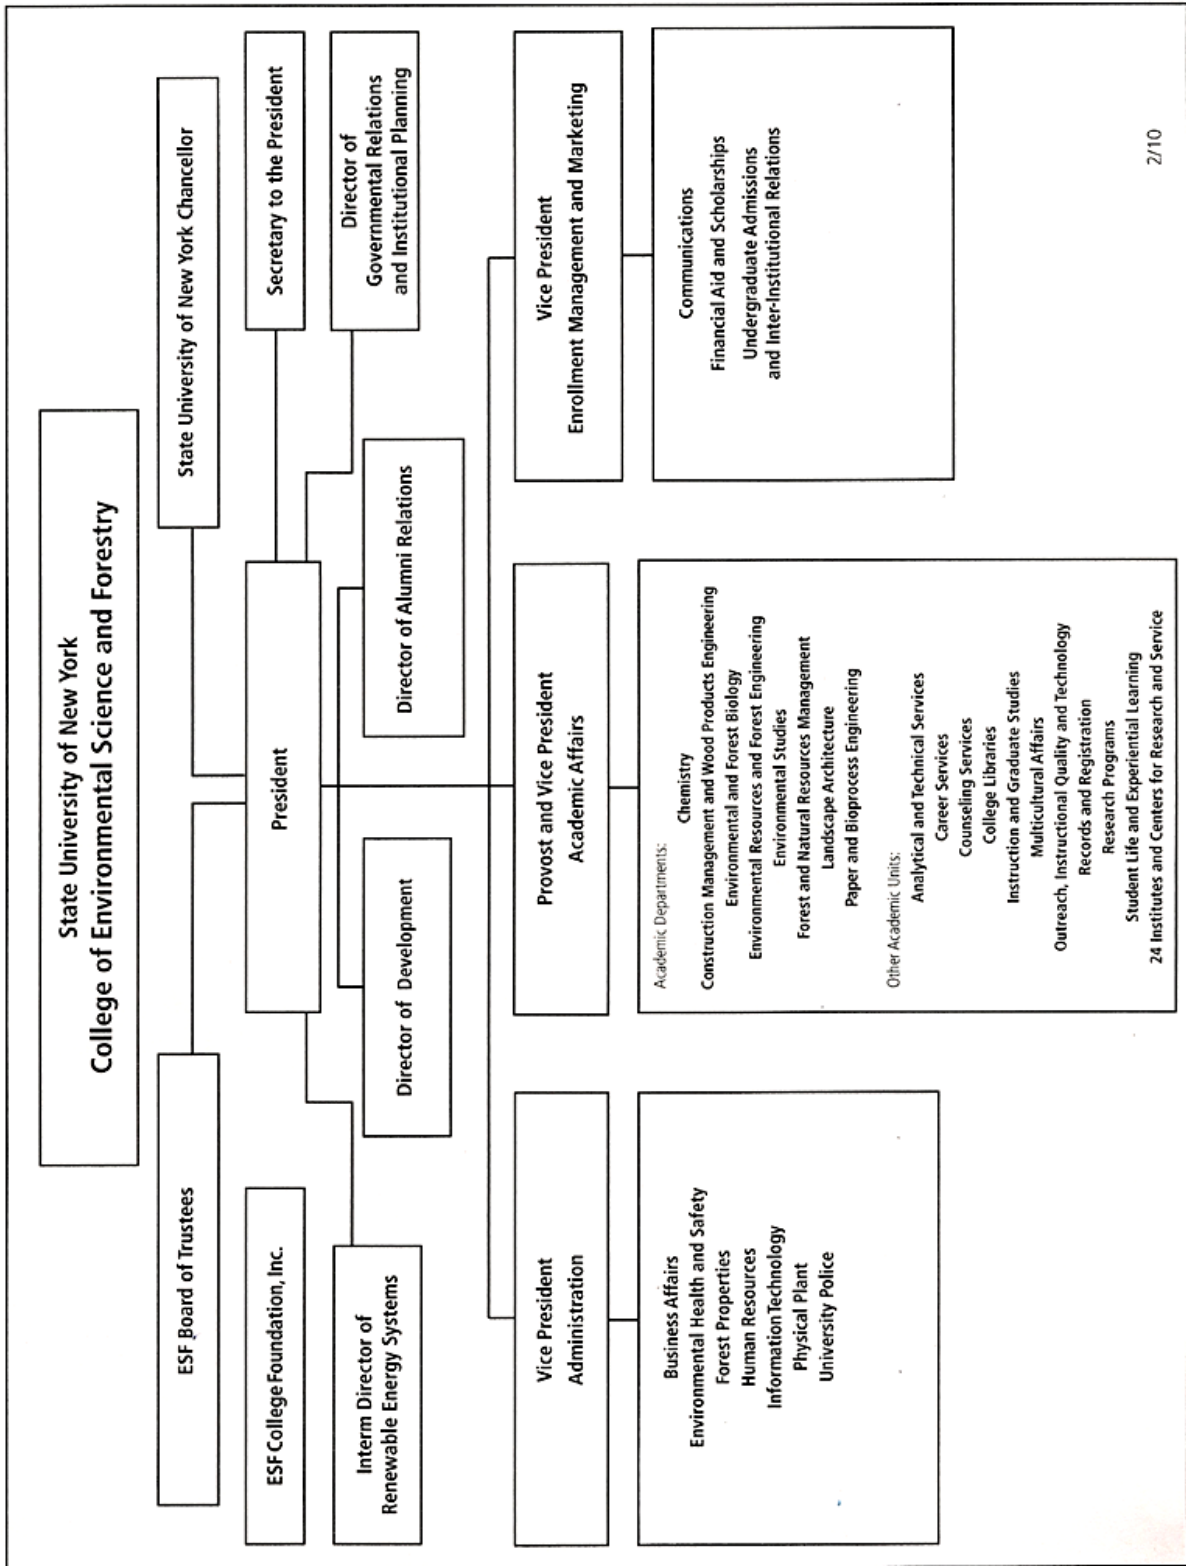 State University of New York
College of Environmental Science and Forestry
ESF Board of Trustees
State University of New York Chancellor
ESF College Foundation, Inc.
President
Secretary to the President
Interm Director of
Renewable Energy Systems
Director of Development
Director of Alumni Relations
Director of
Governmental Relations
and Institutional Planning
Vice President
Administration
Provost and Vice President
Academic Affairs
Vice President
Enrollment Management and Marketing
Business Affairs
Environmental Health and Safety
Forest Properties
Human Resources
Information Technology
Physical Plant
University Police
Academic Departments:
Chemistry
Construction Management and Wood Products Engineering
Environmental and Forest Biology
Environmental Resources and Forest Engineering
Environmental Studies
Forest and Natural Resources Management
Landscape Architecture
Paper and Bioprocess Engineering
Other Academic Units:
Analytical and Technical Services
Career Services
Counseling Services
College Libraries
Instruction and Graduate Studies
Multicultural Affairs
Outreach, Instructional Quality and Technology
Records and Registration
Research Programs
Student Life and Experiential Learning
24 Institutes and Centers for Research and Service
Communications
Financial Aid and Scholarships
Undergraduate Admissions
and Inter-Institutional Relations
2/10